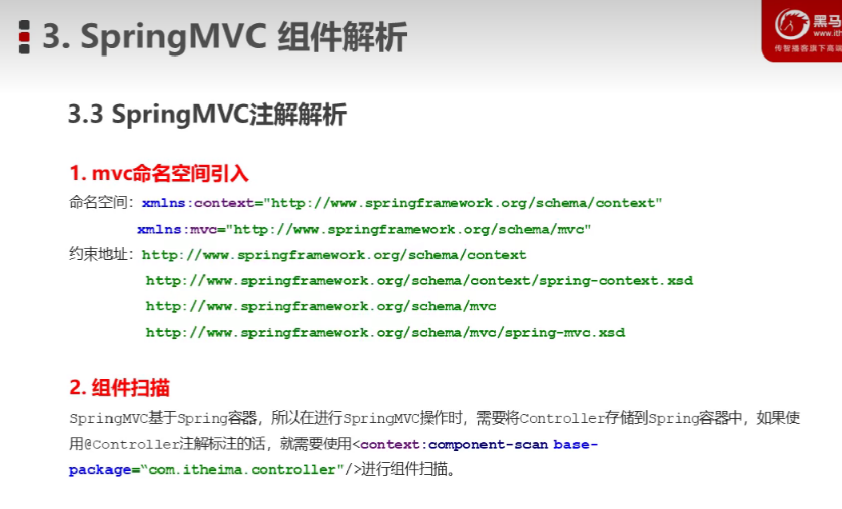 3. SpringMVC 组件解析
黑马
www.ith
传智播客旗下高端
3.3 SpringMVC注解解析
1. mvc命名空间引入
命名空间：xmlns:context="http://www.springframework.org/schema/context"
xmlns:mvc="http://www.springframework.org/schema/mvc"
约束地址：http://www.springframework.org/schema/context
http://www.springframework.org/schema/context/spring-context.xsd
http://www.springframework.org/schema/mvc
http://www.springframework.org/schema/mvc/spring-mvc.xsd
2. 组件扫描
SpringMVC基于Spring容器，所以在进行SpringMVC操作时，需要将Controller存储到Spring容器中，如果使
用@Controller注解标注的话，就需要使用<context:component-scan base-
package=“com.itheima.controller"/>进行组件扫描。